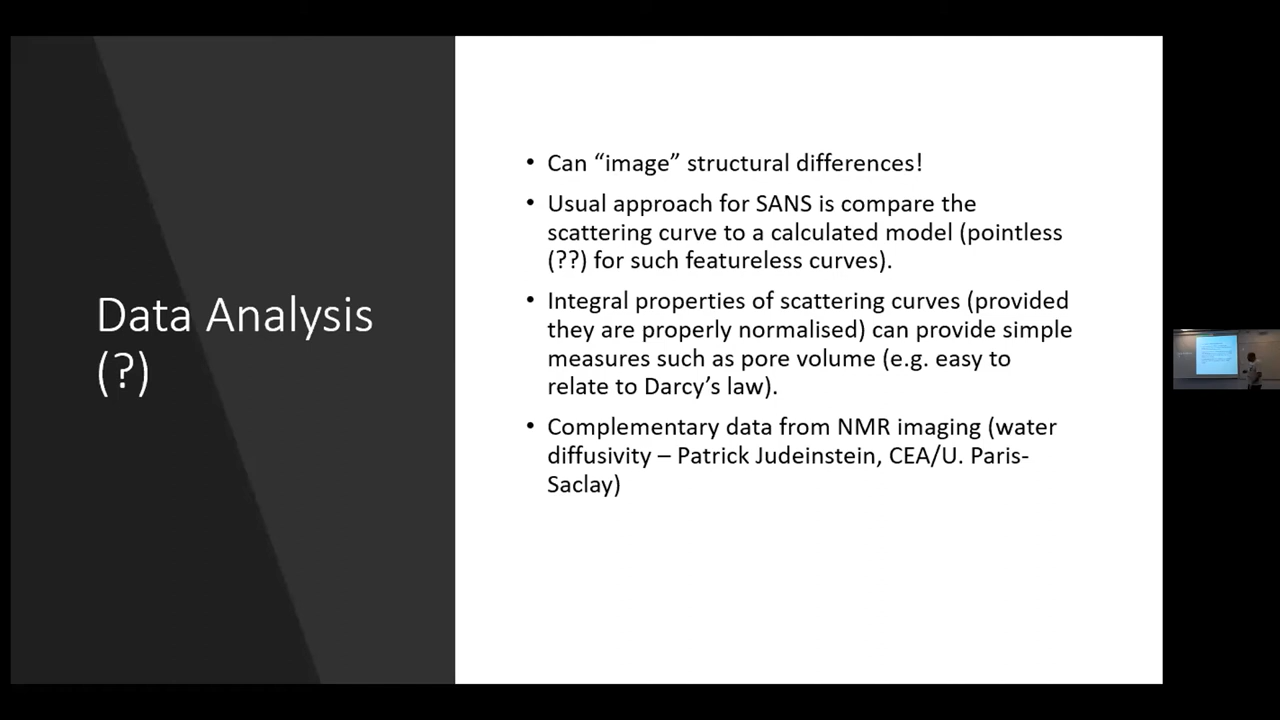 Data Analysis
(?)
• Can “image” structural differences!
• Usual approach for SANS is compare the
scattering curve to a calculated model (pointless
(??) for such featureless curves).
• Integral properties of scattering curves (provided
they are properly normalised) can provide simple
measures such as pore volume (e.g. easy to
relate to Darcy’s law).
• Complementary data from NMR imaging (water
diffusivity – Patrick Judeinstein, CEA/U. Paris-
Saclay)